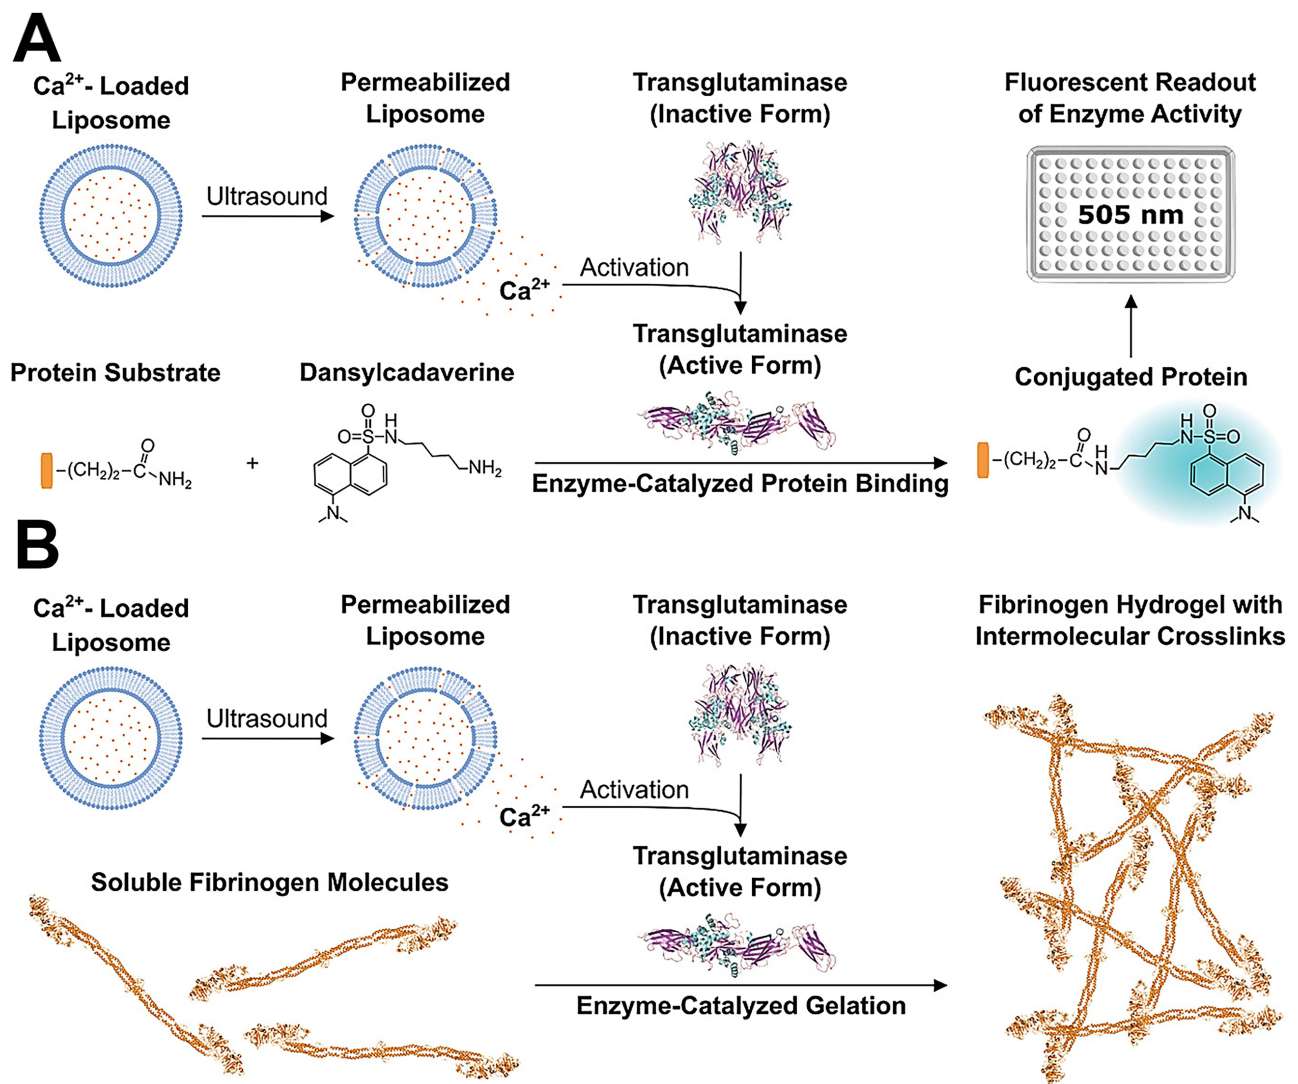 A
Ca2+- Loaded
Liposome
Permeabilized
Liposome
Transglutaminase
(Inactive Form)
Fluorescent Readout
of Enzyme Activity
Ultrasound
505 nm
Activation
Ca2+
Transglutaminase
(Active Form)
Protein Substrate
Dansylcadaverine
Conjugated Protein
(CH2)2 C O NH2
+
O O S H N NH2 N
Enzyme-Catalyzed Protein Binding
(CH2)2 C O N H H N S O O N
B
Ca2+- Loaded
Liposome
Permeabilized
Liposome
Transglutaminase
(Inactive Form)
Fibrinogen Hydrogel with
Intermolecular Crosslinks
Ultrasound
Activation
Ca2+
Transglutaminase
(Active Form)
Soluble Fibrinogen Molecules
Enzyme-Catalyzed Gelation